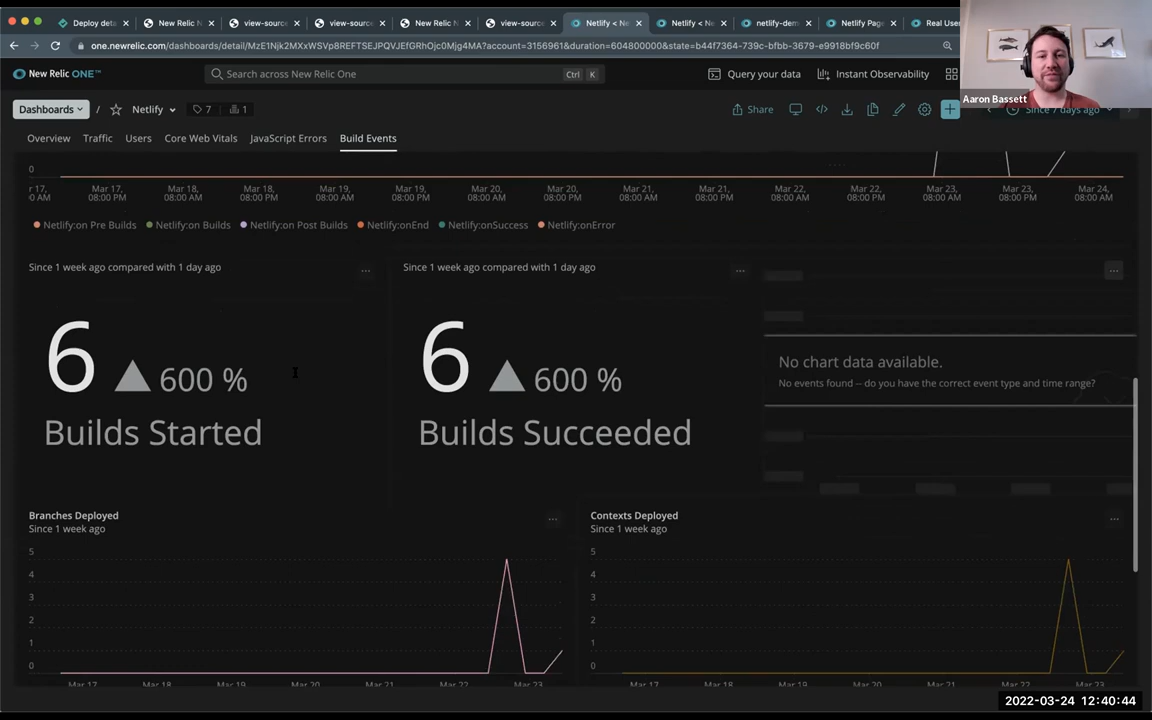 Deploy deta
New Relic N
view-source
view-source
New Relic N
view-source
Netlify < Ne
Netlify < Ne
netlify-dem
Netlify Page
Real User
one.newrelic.com/dashboards/detail/MzE1Njk2MXxWSVp8REFTSEJPQVJEfGRhOjc0Mjg4MA?account=3156961&duration=604800000&state=b44f7364-739c-bfbb-3679-e9918bf9c60f
New Relic ONE™
Search across New Relic One
Ctrl K
Query your data
Instant Observability
Aaron Bassett
Dashboards / Netlify 7 1
Share
Since 7 days ago
Overview Traffic Users Core Web Vitals JavaScript Errors Build Events
0
r 17, Mar 17, Mar 18, Mar 18, Mar 19, Mar 19, Mar 20, Mar 20, Mar 21, Mar 21, Mar 22, Mar 22, Mar 23, Mar 23, Mar 24,
0 AM 08:00 PM 08:00 AM 08:00 PM 08:00 AM 08:00 PM 08:00 AM 08:00 PM 08:00 AM 08:00 PM 08:00 AM 08:00 PM 08:00 AM 08:00 PM 08:00 AM
Netlify:on Pre Builds Netlify:on Builds Netlify:on Post Builds Netlify:onEnd Netlify:onSuccess Netlify:onError
Since 1 week ago compared with 1 day ago
6 600 %
Builds Started
Since 1 week ago compared with 1 day ago
6 600 %
Builds Succeeded
No chart data available.
No events found -- do you have the correct event type and time range?
Branches Deployed
Since 1 week ago
5
4
3
2
1
0
Mar 17 Mar 18 Mar 19 Mar 20 Mar 21 Mar 22 Mar 23
Contexts Deployed
Since 1 week ago
5
4
3
2
1
0
Mar 17 Mar 18 Mar 19 Mar 20 Mar 21 Mar 22 Mar 23
2022-03-24 12:40:44